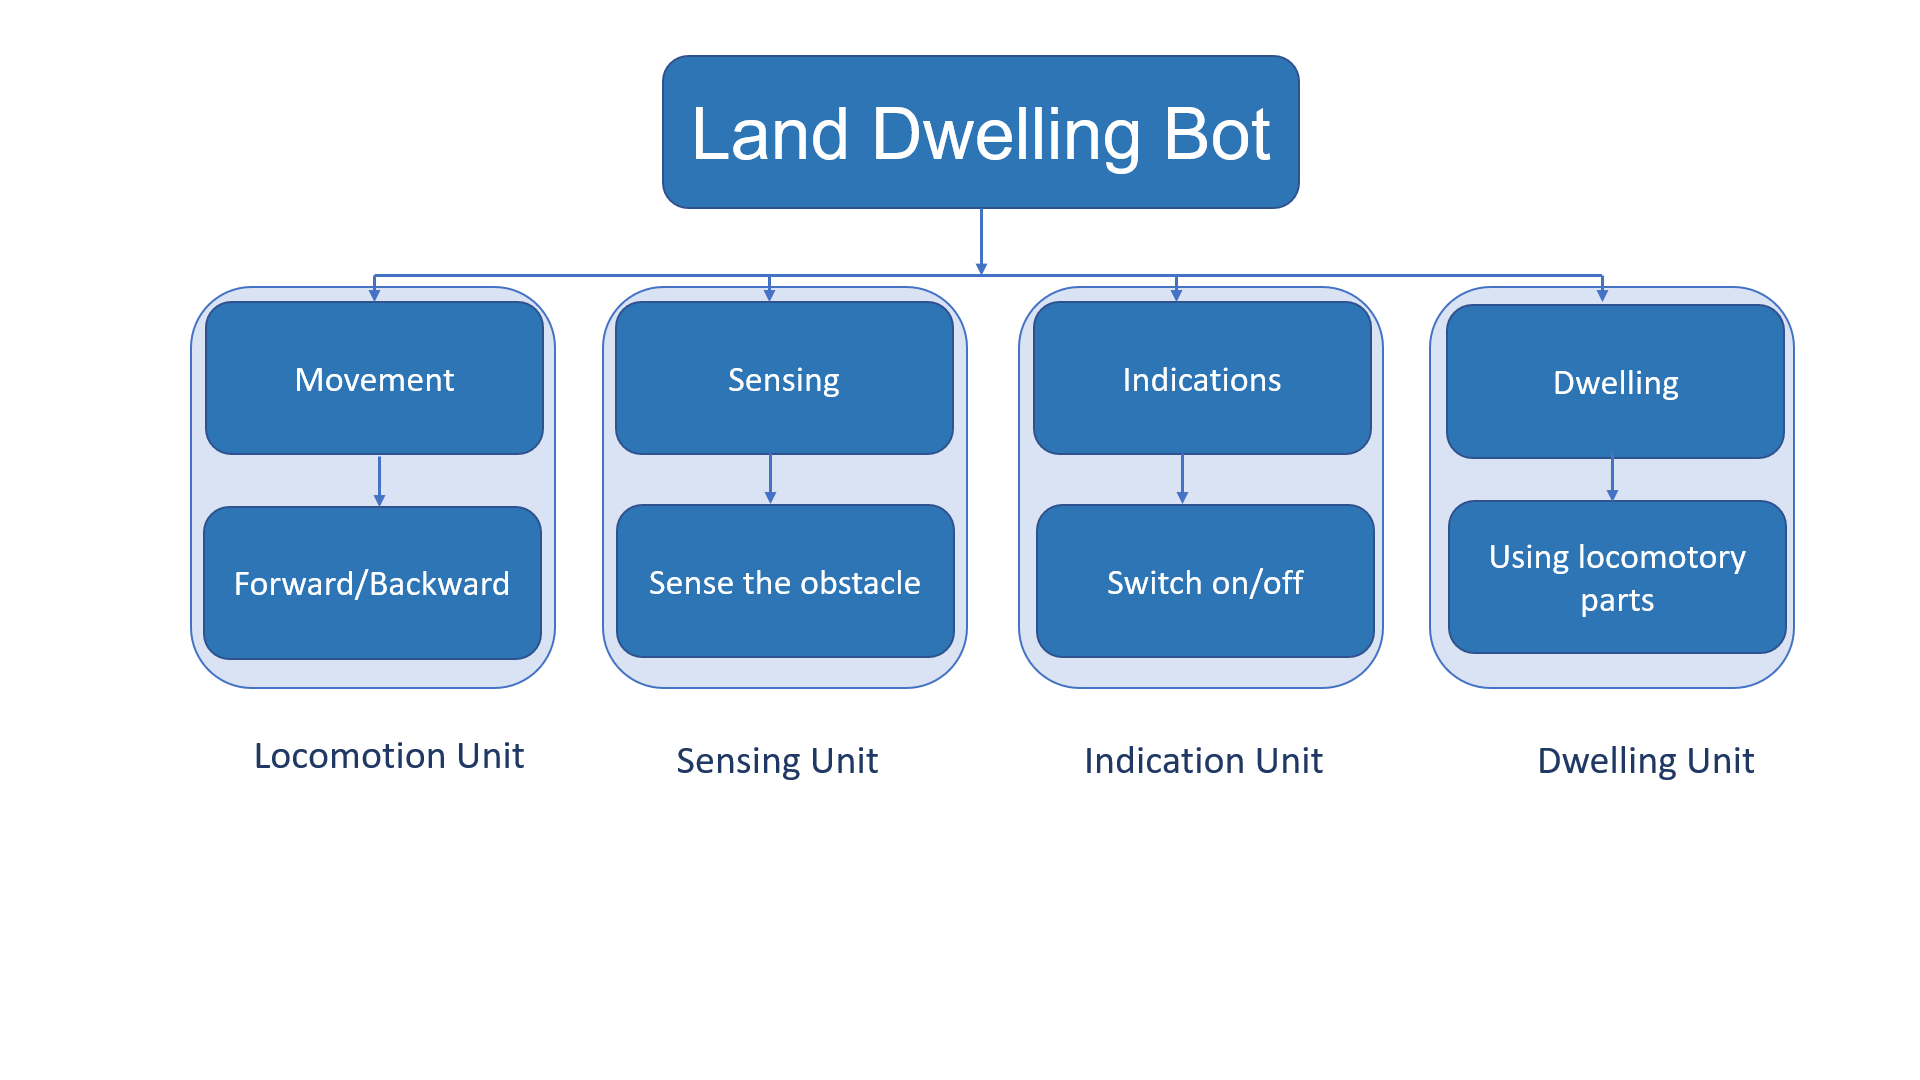 Land Dwelling Bot
Movement
Sensing
Indications
Dwelling
Forward/Backward
Sense the obstacle
Switch on/off
Using locomotory
parts
Locomotion Unit
Sensing Unit
Indication Unit
Dwelling Unit